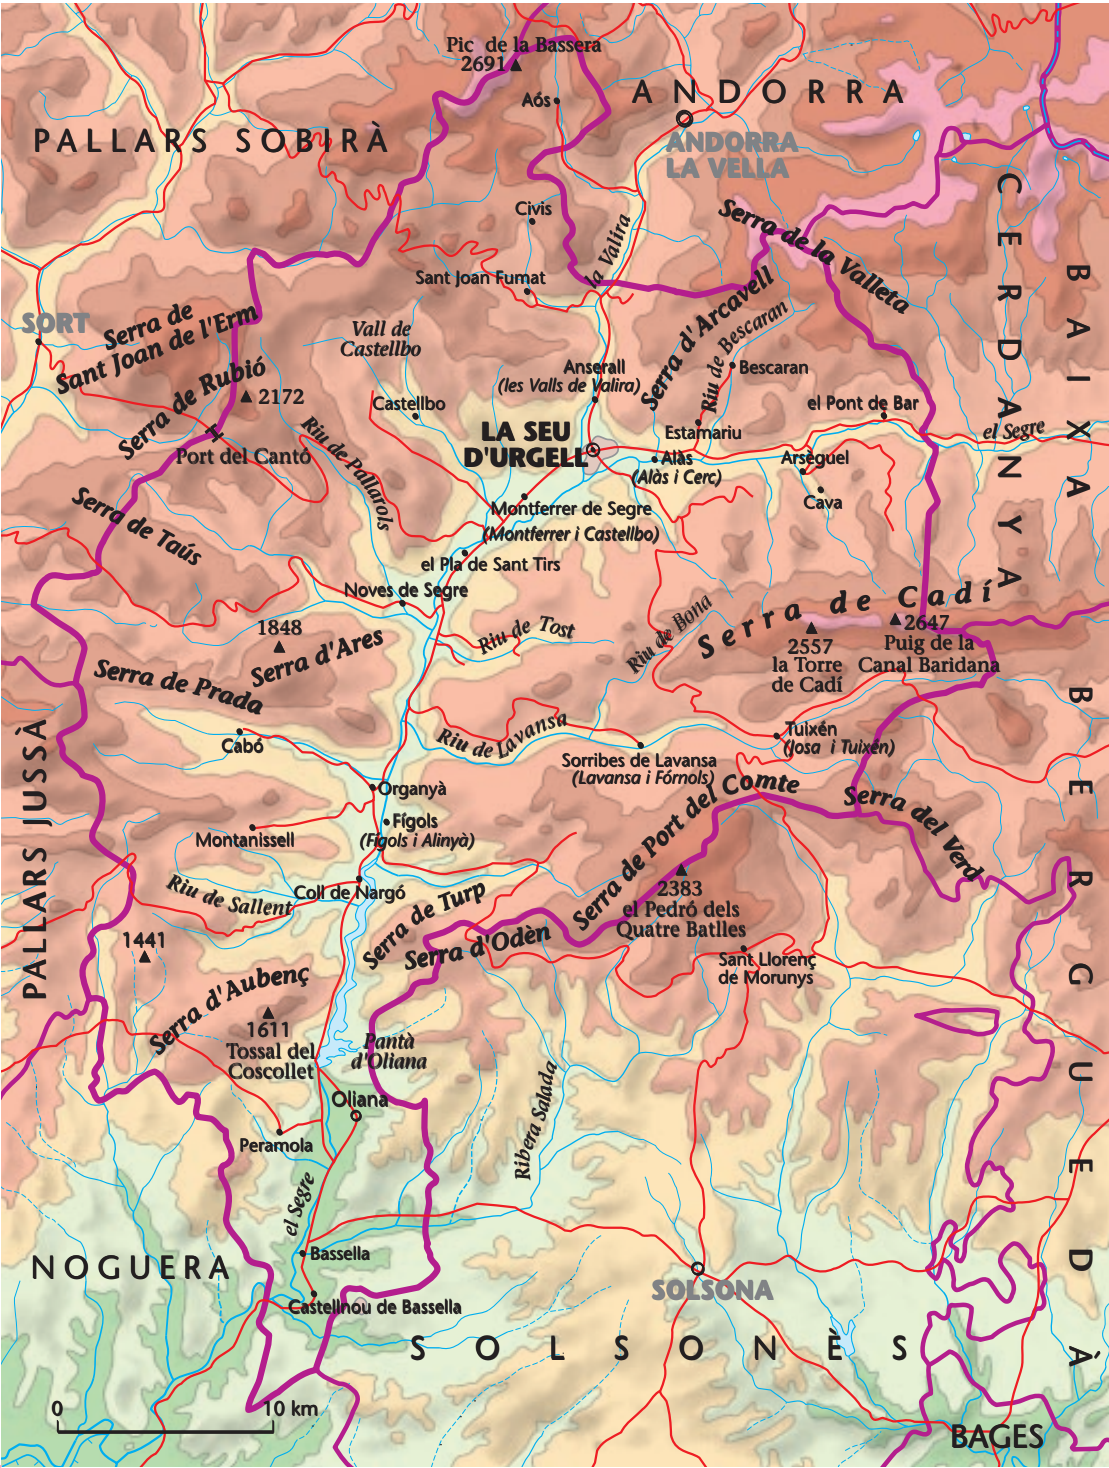 Pic de la Bassera
2691
Aós
ANDORRA
ANDORRA
LA VELLA
PALLARS SOBIRÀ
Civis
la Valira
Serra de la Valleta
CERDANYA
BAIXA
Sant Joan Fumat
SORT
Serra de
Sant Joan de l'Erm
Vall de
Castellbo
Serra d'Arcavell
Riu de Bescaran
Anserall
(les Valls de Valira)
Bescaran
Serra de Rubió
2172
Castellbo
el Pont de Bar
LA SEU
D'URGELL
Estamariu
el Segre
Port del Cantó
Riu de Pallarols
Alàs
(Alàs i Cerc)
Arsèguel
Cava
Serra de Taús
Montferrer de Segre
(Montferrer i Castellbo)
el Pla de Sant Tirs
Noves de Segre
Serra de Cadí
2647
Puig de la
Canal Baridana
2557
la Torre
de Cadí
1848
Serra d'Ares
Riu de Tost
Riu de Bona
Serra de Prada
BERGUEDÀ
PALLARS JUSSÀ
Cabó
Riu de Lavansa
Tuixén
(Josa i Tuixén)
Sorribes de Lavansa
(Lavansa i Fórnols)
Organyà
Serra de Port del Comte
Serra del Verd
Fígols
(Fígols i Alinyà)
Montanissell
Riu de Sallent
Coll de Nargó
Serra de Turp
2383
el Pedró dels
Quatre Batlles
Serra d'Odèn
1441
Sant Llorenç
de Morunys
Serra d'Aubenç
1611
Tossal del
Coscollet
Pantà
d'Oliana
Oliana
Ribera Salada
Peramola
el Segre
Bassella
NOGUERA
SOLSONA
Castellnou de Bassella
SOLSONÈS
0
10 km
BAGES